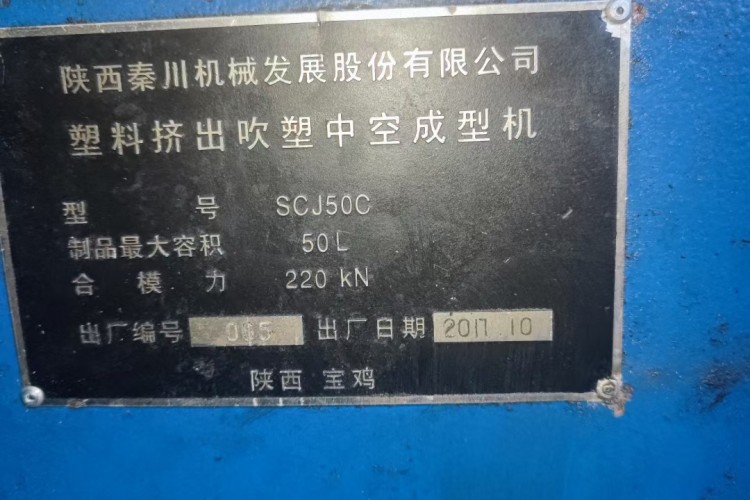 陕西秦川机械发展股份有限公司
塑料挤出吹塑中空成型机
型 号 SCJ50C
制品最大容积 50L
合 模 力 220 kN
出厂编号 出厂日期 2017 10
陕西 宝鸡